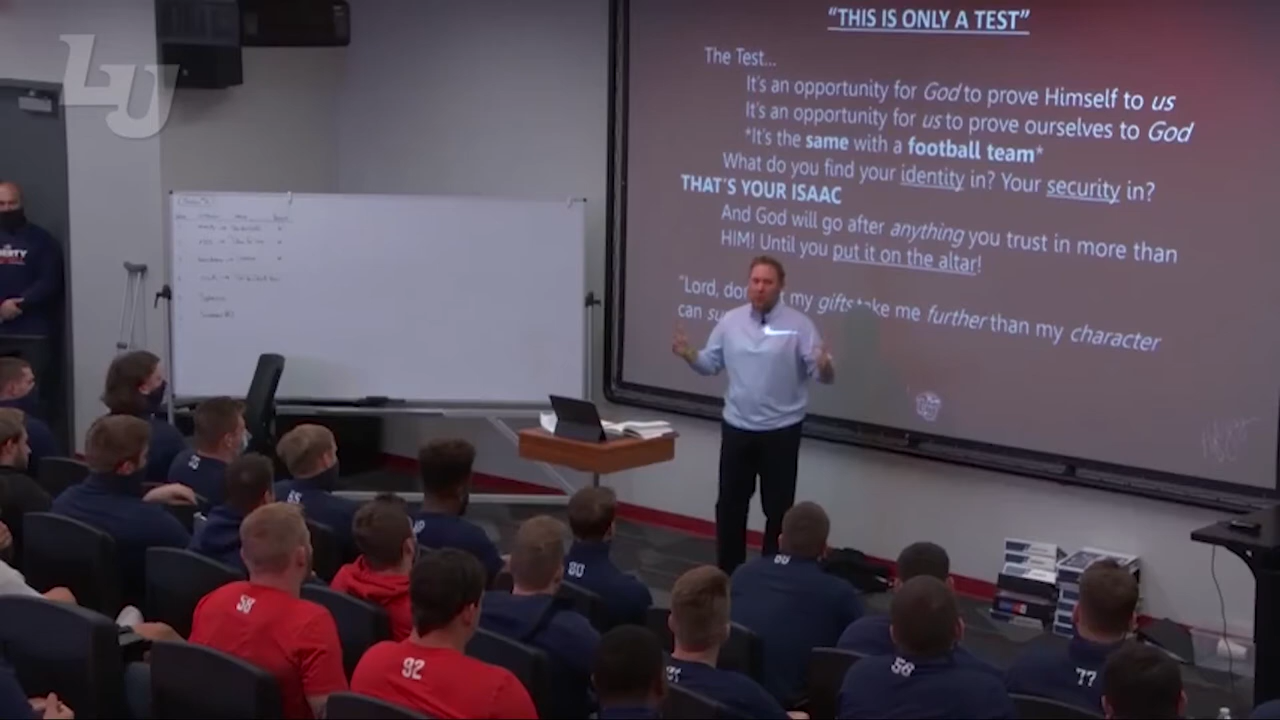 LU
"THIS IS ONLY A TEST"
The Test...
It's an opportunity for God to prove Himself to us
It's an opportunity for us to prove ourselves to God
*It's the same with a football team*
What do you find your identity in? Your security in?
THAT'S YOUR ISAAC
And God will go after anything you trust in more than
HIM! Until you put it on the altar!
"Lord, my gifts take me further than my character
can
58
92
80
56
77